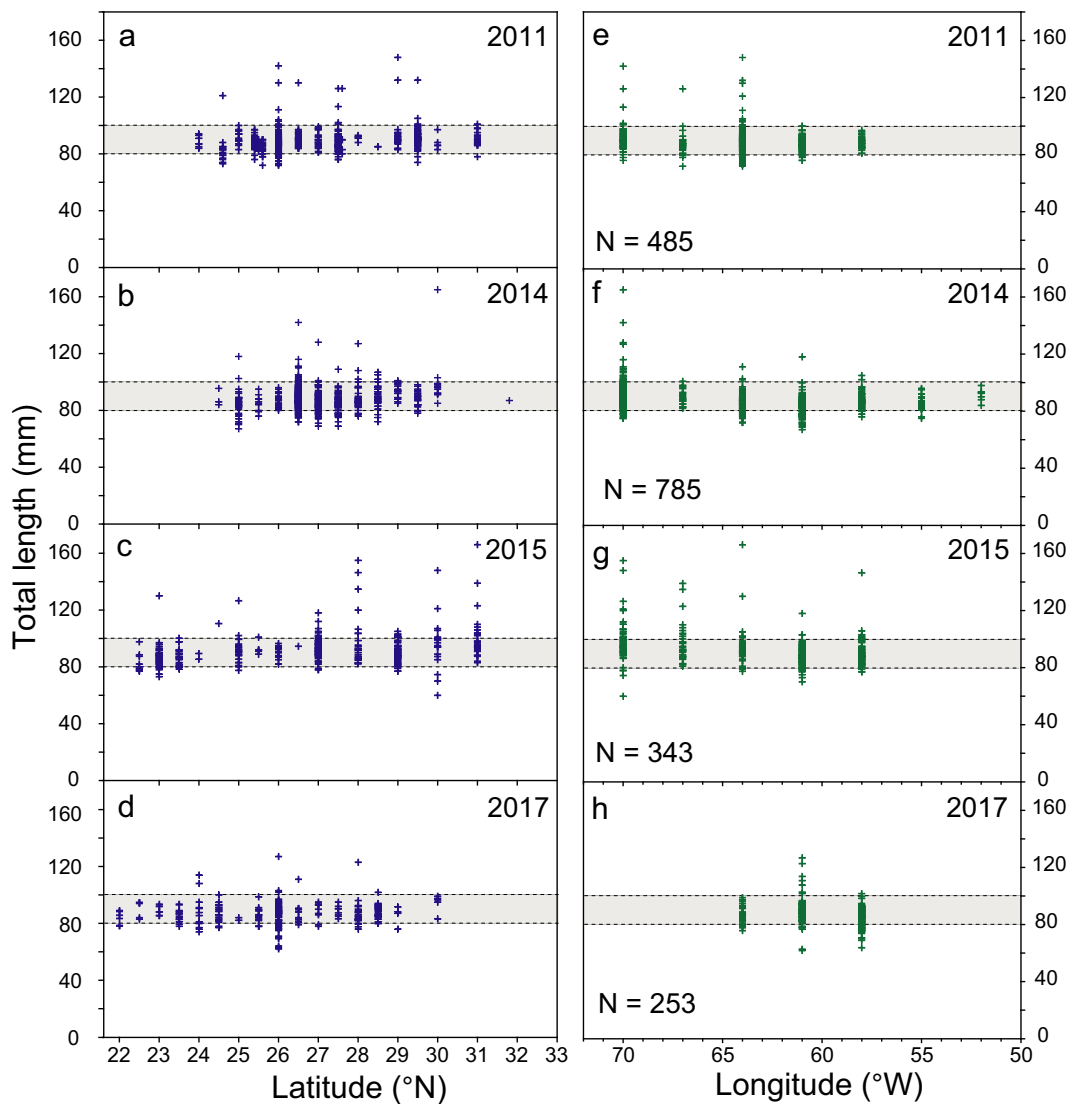 Total length (mm)
a
2011
160
120
80
40
0
b
2014
160
120
80
40
0
c
2015
160
120
80
40
0
d
2017
160
120
80
40
0
22 23 24 25 26 27 28 29 30 31 32 33
Latitude (°N)
e
2011
N = 485
160
120
80
40
0
f
2014
N = 785
160
120
80
40
0
g
2015
N = 343
160
120
80
40
0
h
2017
N = 253
160
120
80
40
0
70 65 60 55 50
Longitude (°W)